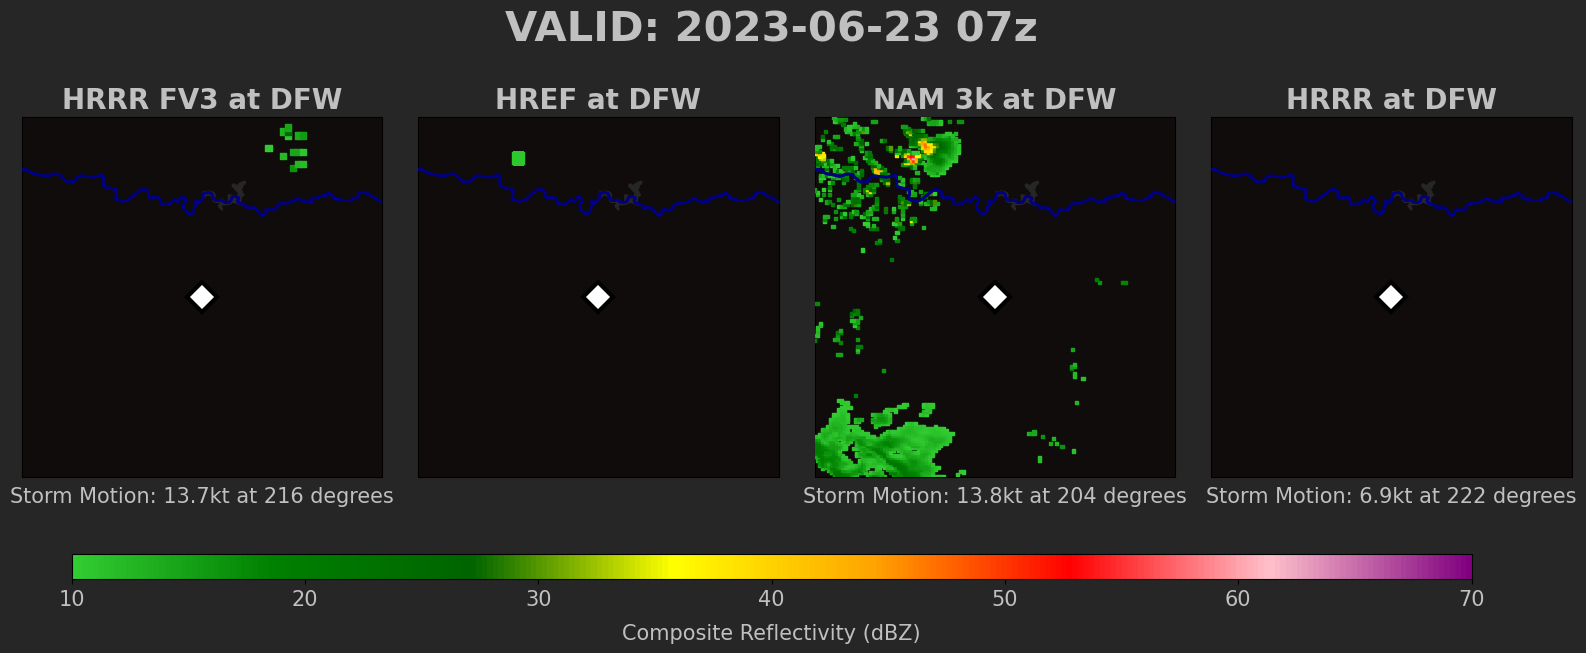 VALID: 2023-06-23 07z
HRRR FV3 at DFW
HREF at DFW
NAM 3k at DFW
HRRR at DFW
Storm Motion: 13.7kt at 216 degrees
Storm Motion: 13.8kt at 204 degrees
Storm Motion: 6.9kt at 222 degrees
10 20 30 40 50 60 70
Composite Reflectivity (dBZ)